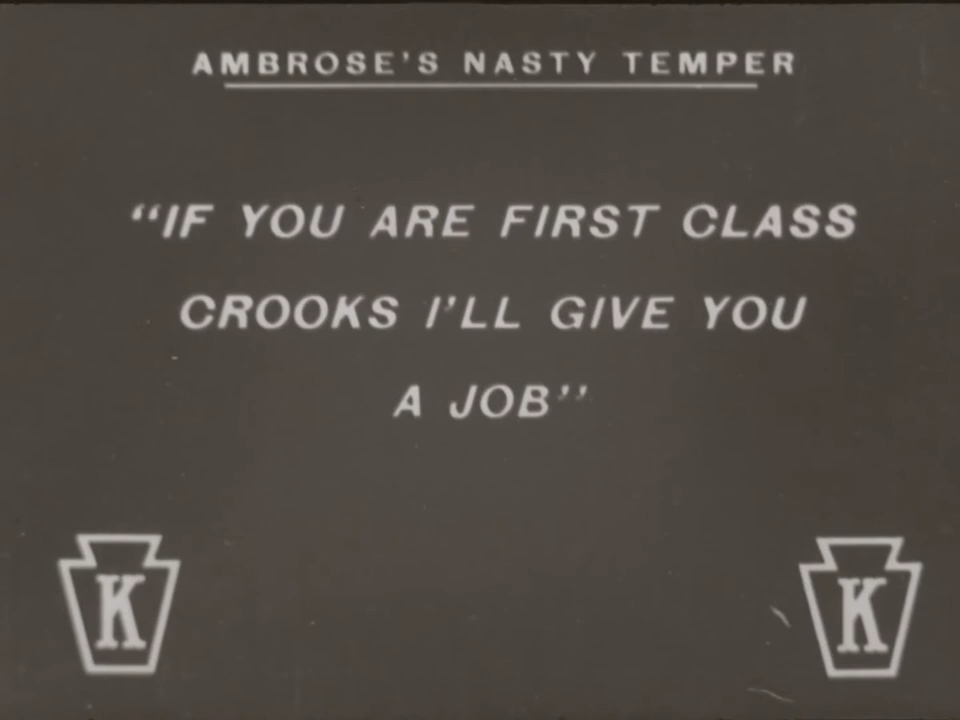 AMBROSE'S NASTY TEMPER
"IF YOU ARE FIRST CLASS
CROOKS I'LL GIVE YOU
A JOB"
K K